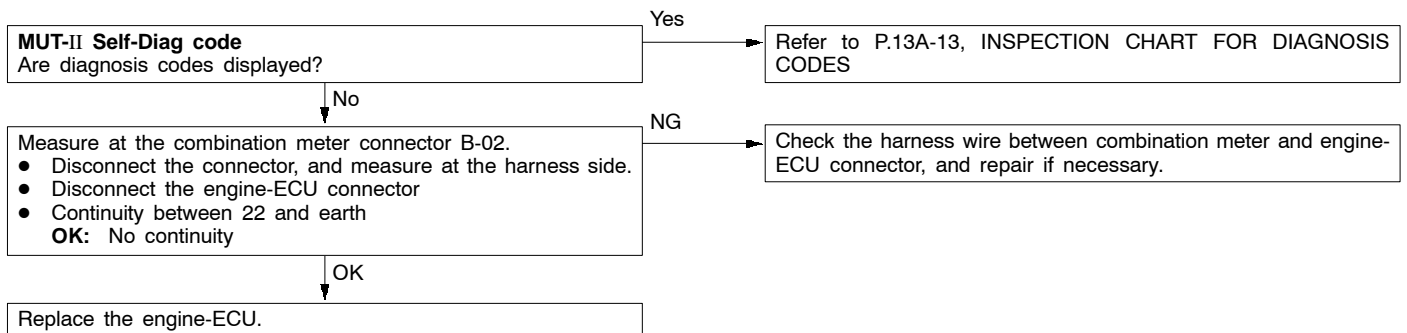 MUT-II Self-Diag code
Are diagnosis codes displayed?
Yes
Refer to P.13A-13, INSPECTION CHART FOR DIAGNOSIS
CODES
No
Measure at the combination meter connector B-02.
● Disconnect the connector, and measure at the harness side.
● Disconnect the engine-ECU connector
● Continuity between 22 and earth
OK: No continuity
NG
Check the harness wire between combination meter and engine-
ECU connector, and repair if necessary.
OK
Replace the engine-ECU.